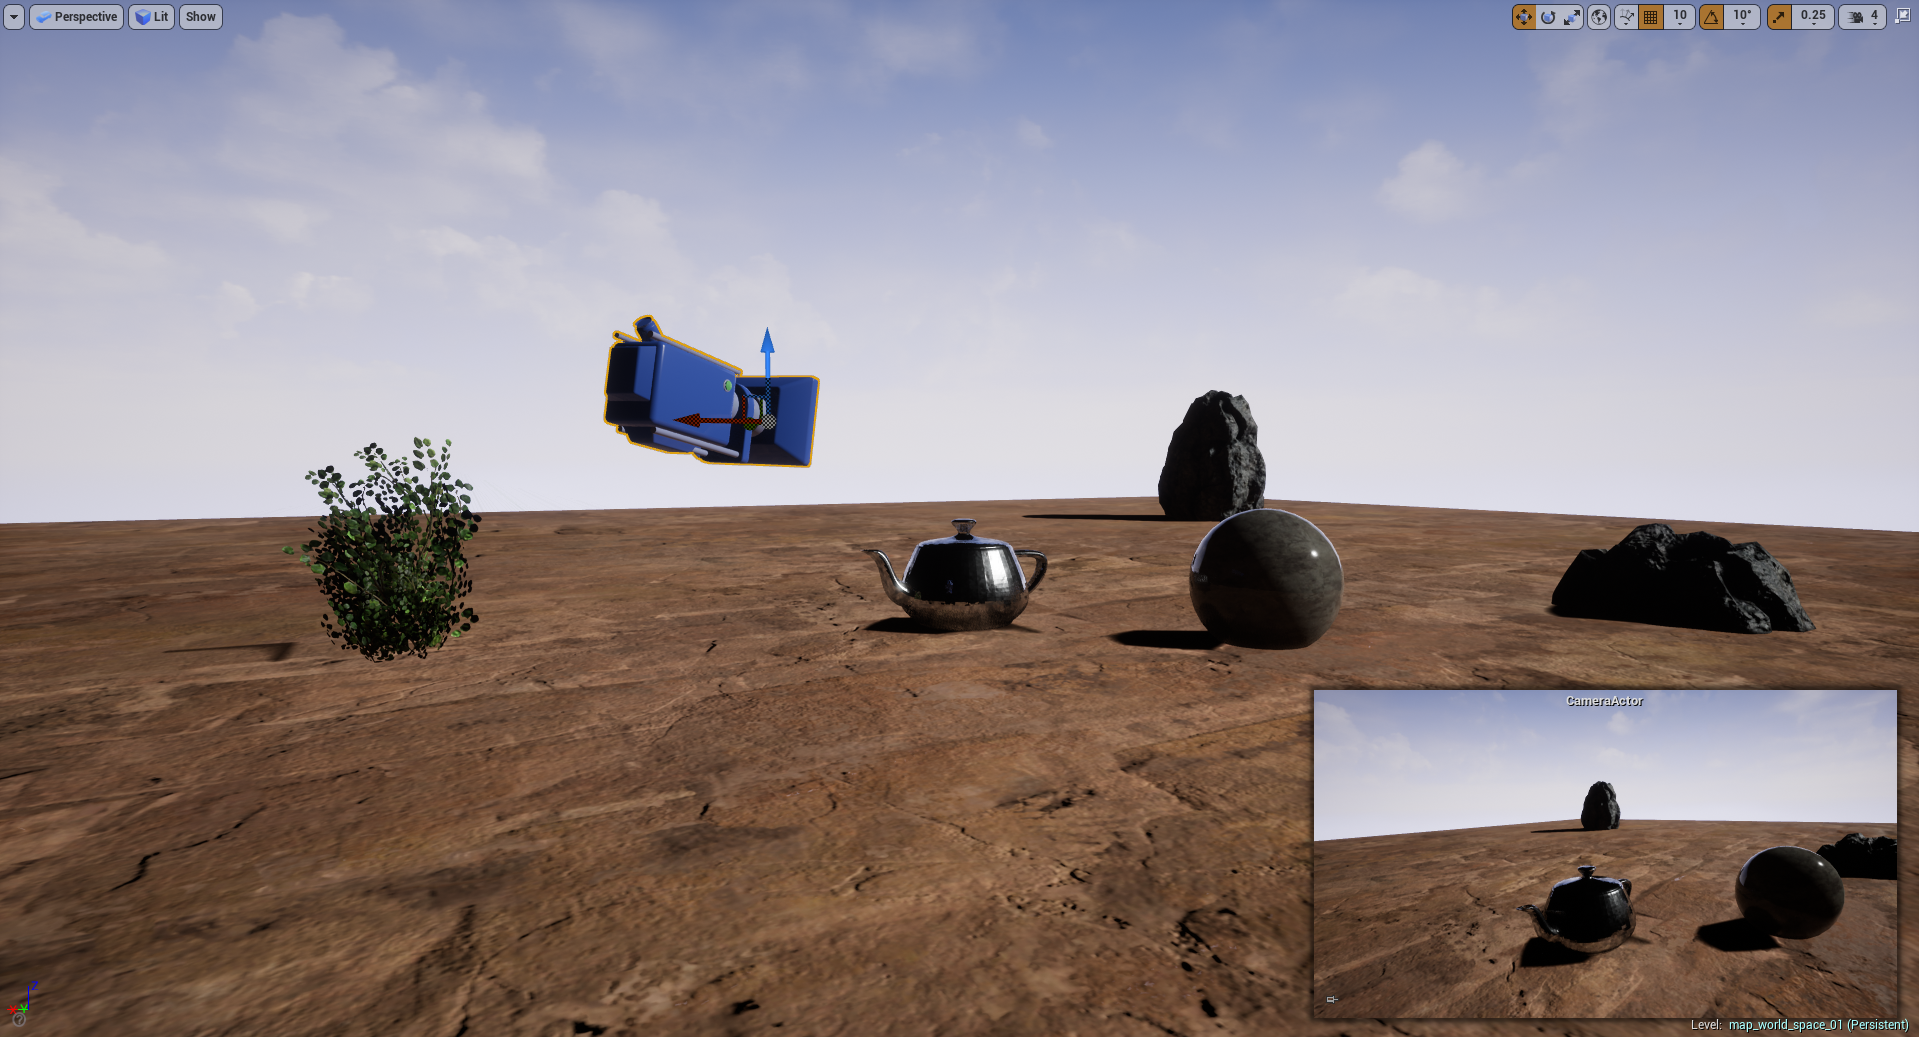 Perspective Lit Show 10 10° 0.25 4
CameraActor
Z
Y
Level: map_world_space_01 (Persistent)